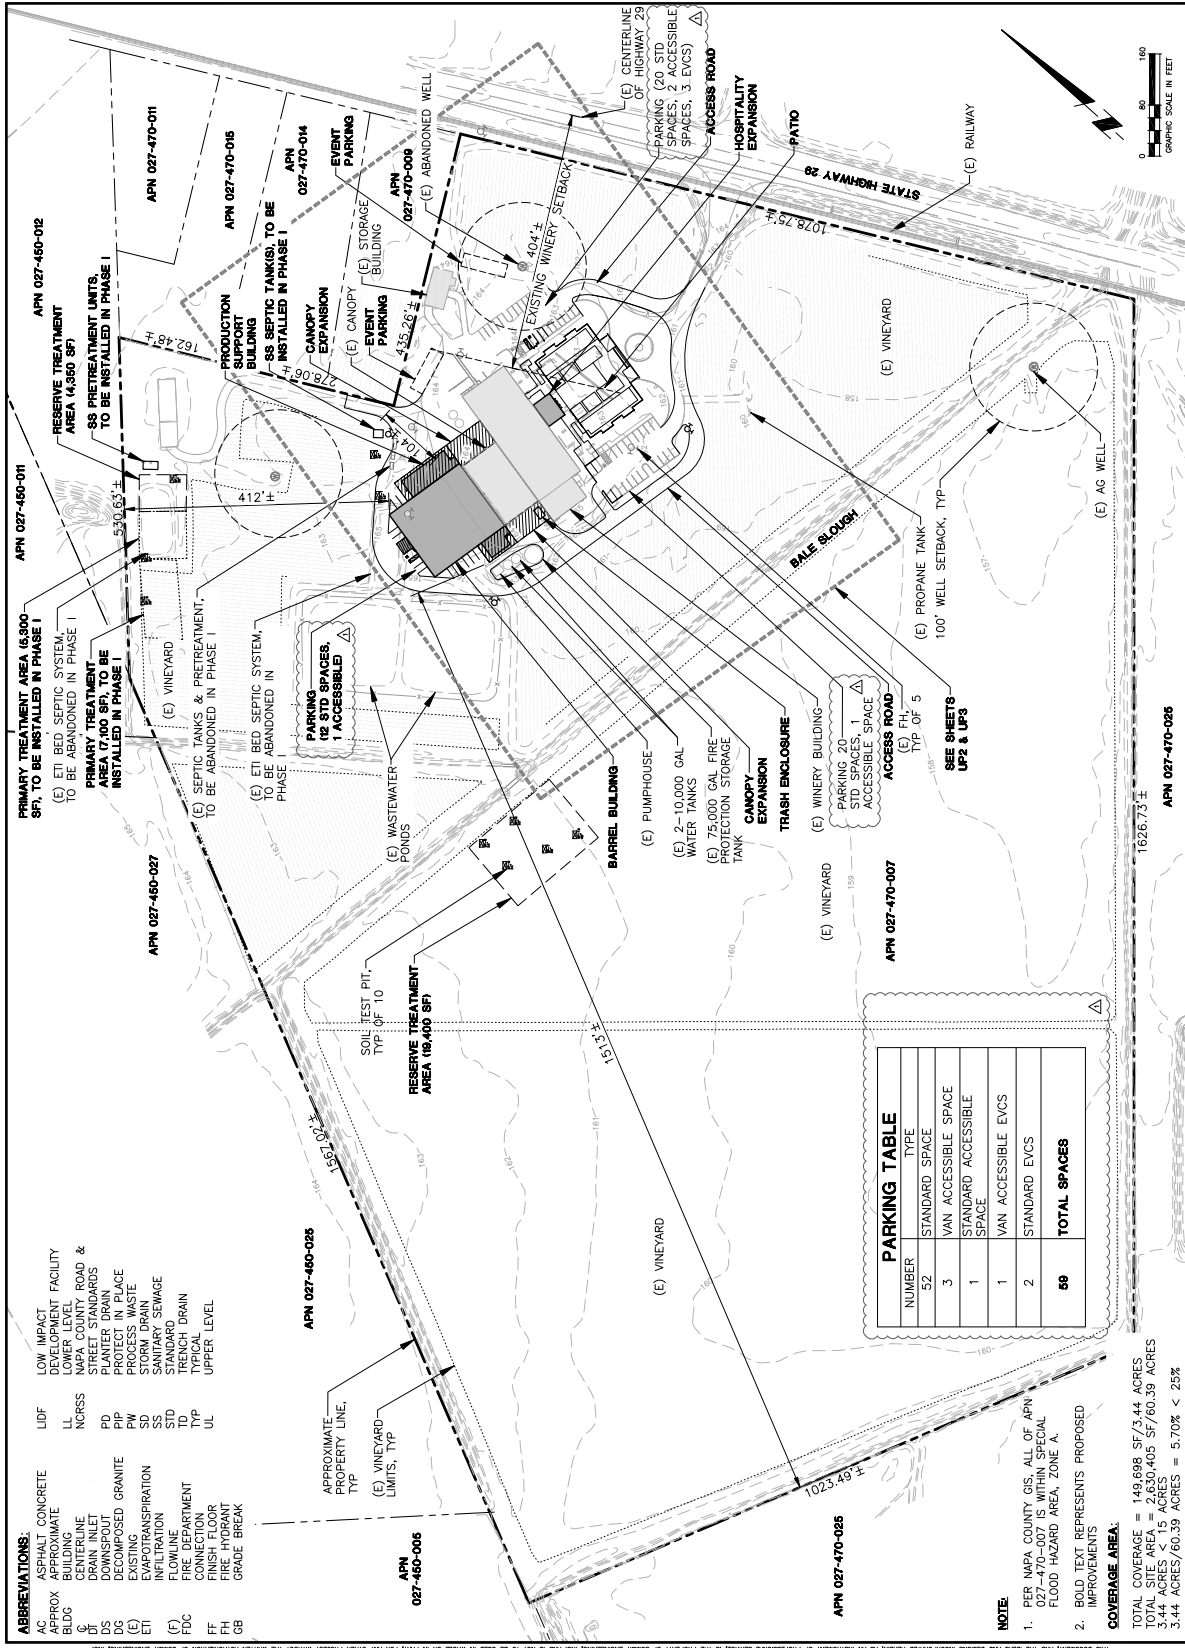 ABBREVIATIONS:
AC ASPHALT CONCRETE
APPROX APPROXIMATE
BLDG BUILDING
℄ CENTERLINE
DI DRAIN INLET
DS DOWNSPOUT
DG DECOMPOSED GRANITE
(E) EXISTING
ETI EVAPOTRANSPIRATION
INFILTRATION
(F) FLOWLINE
FDC FIRE DEPARTMENT
CONNECTION
FF FINISH FLOOR
FH FIRE HYDRANT
GB GRADE BREAK
LIDF LOW IMPACT
DEVELOPMENT FACILITY
LL LOWER LEVEL
NCRSS NAPA COUNTY ROAD &
STREET STANDARDS
PD PLANTER DRAIN
PIP PROTECT IN PLACE
PW PROCESS WASTE
SD STORM DRAIN
SS SANITARY SEWAGE
STD STANDARD
TD TRENCH DRAIN
TYP TYPICAL
UL UPPER LEVEL
PRIMARY TREATMENT AREA (5,300
SF), TO BE INSTALLED IN PHASE I
(E) ETI BED SEPTIC SYSTEM,
TO BE ABANDONED IN PHASE I
PRIMARY TREATMENT
AREA (7,100 SF), TO BE
INSTALLED IN PHASE I
APN 027-450-011
RESERVE TREATMENT
AREA (4,350 SF)
APN 027-450-012
SS PRETREATMENT UNITS,
TO BE INSTALLED IN PHASE I
APN 027-470-011
APN 027-470-015
APN
027-470-014
EVENT
PARKING
APN
027-470-009
(E) ABANDONED WELL
530.63'±
162.48'±
278.06'±
435.26'±
412'±
104'±
404'±
PRODUCTION
SUPPORT
BUILDING
SS SEPTIC TANK(S), TO BE
INSTALLED IN PHASE I
CANOPY
EXPANSION
(E) CANOPY
EVENT
PARKING
(E) STORAGE
BUILDING
EXISTING WINERY SETBACK
(E) CENTERLINE
OF HIGHWAY 29
PARKING (20 STD
SPACES, 2 ACCESSIBLE
SPACES, 3 EVCS)
1
ACCESS ROAD
HOSPITALITY
EXPANSION
PATIO
STATE HIGHWAY 29
(E) RAILWAY
1078.75'±
0 80 160
GRAPHIC SCALE IN FEET
(E) VINEYARD
(E) SEPTIC TANKS & PRETREATMENT,
TO BE ABANDONED IN PHASE I
(E) ETI BED SEPTIC SYSTEM,
TO BE ABANDONED IN
PHASE I
PARKING
(12 STD SPACES,
1 ACCESSIBLE)
1
(E) WASTEWATER
PONDS
APN 027-450-027
BARREL BUILDING
(E) PUMPHOUSE
(E) 2-10,000 GAL
WATER TANKS
(E) 75,000 GAL FIRE
PROTECTION STORAGE
TANK
CANOPY
EXPANSION
TRASH ENCLOSURE
(E) WINERY BUILDING
PARKING 20
STD SPACES, 1
ACCESSIBLE SPACE
1
ACCESS ROAD
(E) FH,
TYP OF 5
SEE SHEETS
UP2 & UP3
(E) PROPANE TANK
100' WELL SETBACK, TYP
BALE SLOUGH
(E) VINEYARD
(E) AG WELL
1626.73'±
APN 027-470-025
(E) VINEYARD
APN 027-470-007
SOIL TEST PIT,
TYP OF 10
RESERVE TREATMENT
AREA (19,400 SF)
1513'±
1567.02'±
APN 027-450-025
(E) VINEYARD
APPROXIMATE
PROPERTY LINE,
TYP
(E) VINEYARD
LIMITS, TYP
1023.49'±
APN
027-450-005
APN 027-470-025
PARKING TABLE
NUMBER TYPE
52 STANDARD SPACE
3 VAN ACCESSIBLE SPACE
1 STANDARD ACCESSIBLE
SPACE
1 VAN ACCESSIBLE EVCS
2 STANDARD EVCS
59 TOTAL SPACES
1
NOTE:
1. PER NAPA COUNTY GIS, ALL OF APN
027-470-007 IS WITHIN SPECIAL
FLOOD HAZARD AREA, ZONE A.
2. BOLD TEXT REPRESENTS PROPOSED
IMPROVEMENTS
COVERAGE AREA:
TOTAL COVERAGE = 149,698 SF/3.44 ACRES
TOTAL SITE AREA = 2,630,405 SF/60.39 ACRES
3.44 ACRES < 15 ACRES
3.44 ACRES/60.39 ACRES = 5.70% < 25%